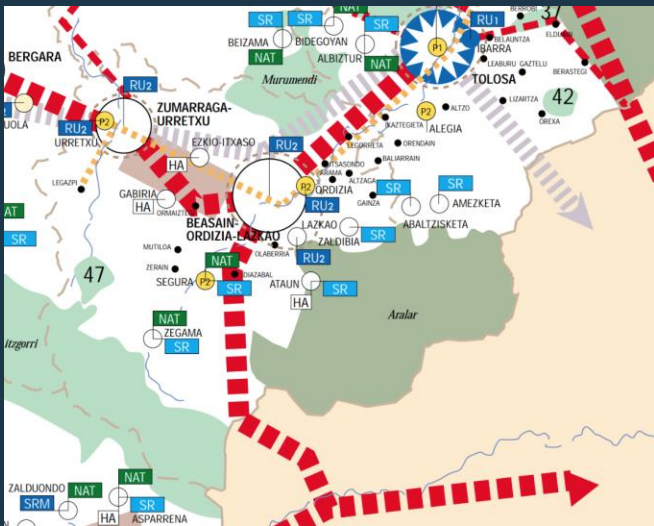 SR
NAT
SR
SR
BEIZAMA
BIDEGOYAN
ALBIZTUR
NAT
NAT
P1
RU1
IBARRA
37
BERROBI
ELDUAIN
BELAUNTZA
LEABURU
GAZTELU
BERASTEGI
TOLOSA
LIZARTZA
42
OREXA
BERGARA
Murumendi
ZUMARRAGA-
URRETXU
RU2
RU2
P2
URRETXU
EZKIO-ITXASO
HA
RU2
P2
ALEGIA
ALTZO
IKAZTEGIETA
LEGORRETA
ORENDAIN
BALIARRAIN
ITSASONDO
ARAMA
ALTZAGA
GAINZA
P2
ORDIZIA
RU2
LEGAZPI
GABIRIA
HA
ORMAIZTEGI
BEASAIN-
ORDIZIA-LAZKAO
SR
SR
AMEZKETA
ABALTZISKETA
NAT
SR
LAZKAO
ZALDIBIA
SR
RU2
OLABERRIA
MUTILOA
ZERAIN
NAT
P2
SEGURA
SR
IDIAZABAL
ATAUN
SR
HA
47
Aralar
NAT
ZEGAMA
SR
itzgorri
ZALDUONDO
NAT
SRM
NAT
SR
HA
ASPARRENA